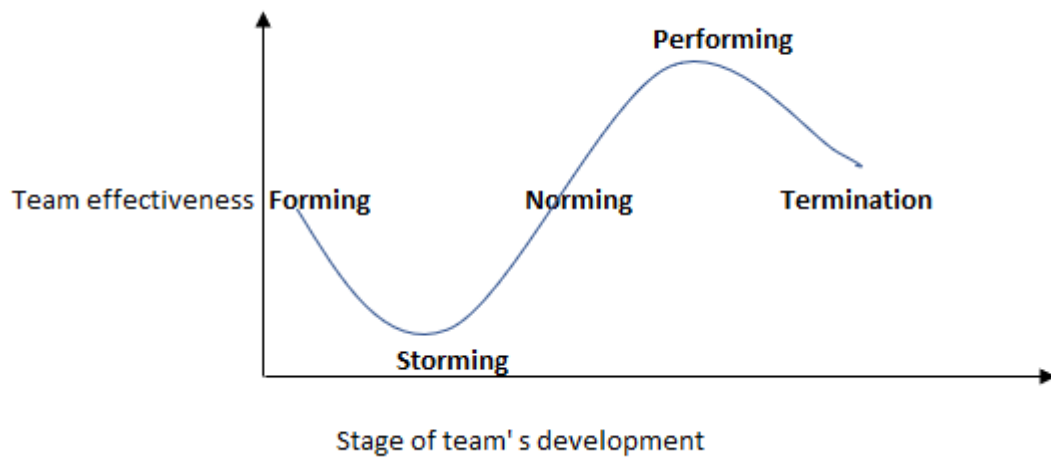 Performing
Team effectiveness
Forming
Norming
Termination
Storming
Stage of team' s development